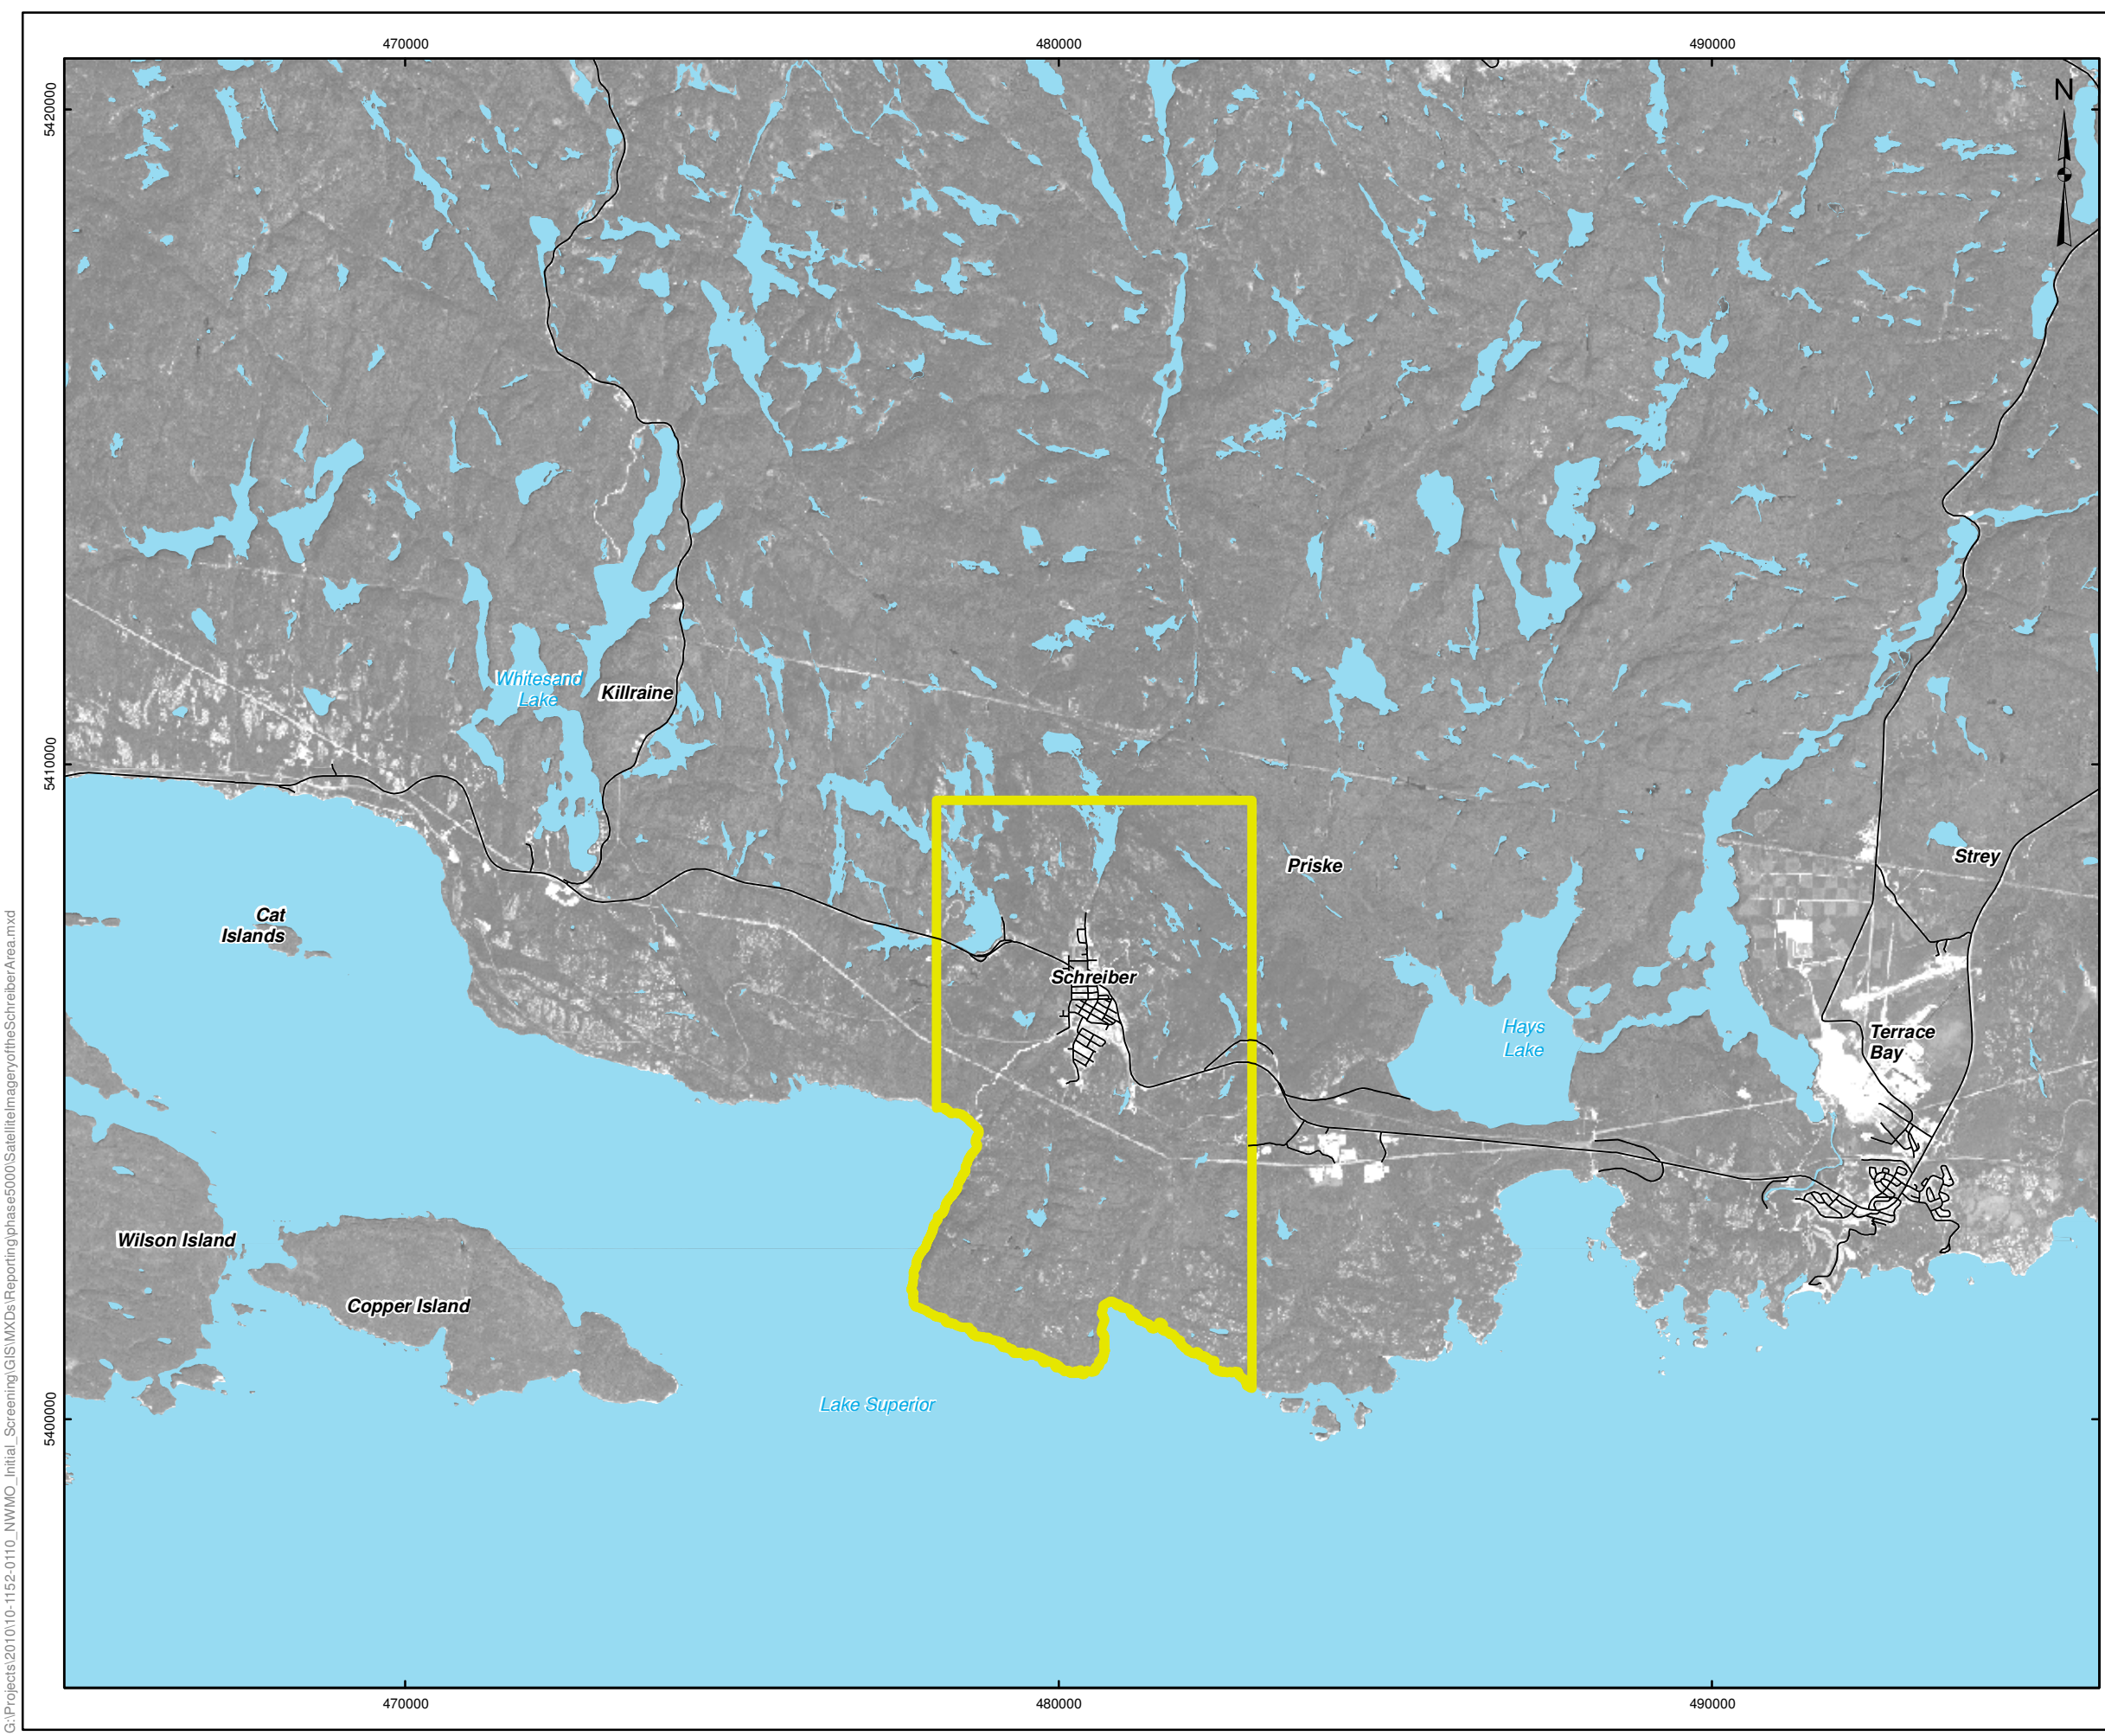 470000
480000
490000
5420000
N
Whitesand
Lake
Killraine
5410000
Priske
Strey
Cat
Islands
Schreiber
Hays
Lake
Terrace
Bay
Wilson Island
Copper Island
Lake Superior
5400000
470000
480000
490000
G:\Projects\2010\10-1152-0110_NWMO_Initial_Screening\GIS\MXDs\Reporting\phase5000\SatelliteImageryoftheSchreiberArea.mxd